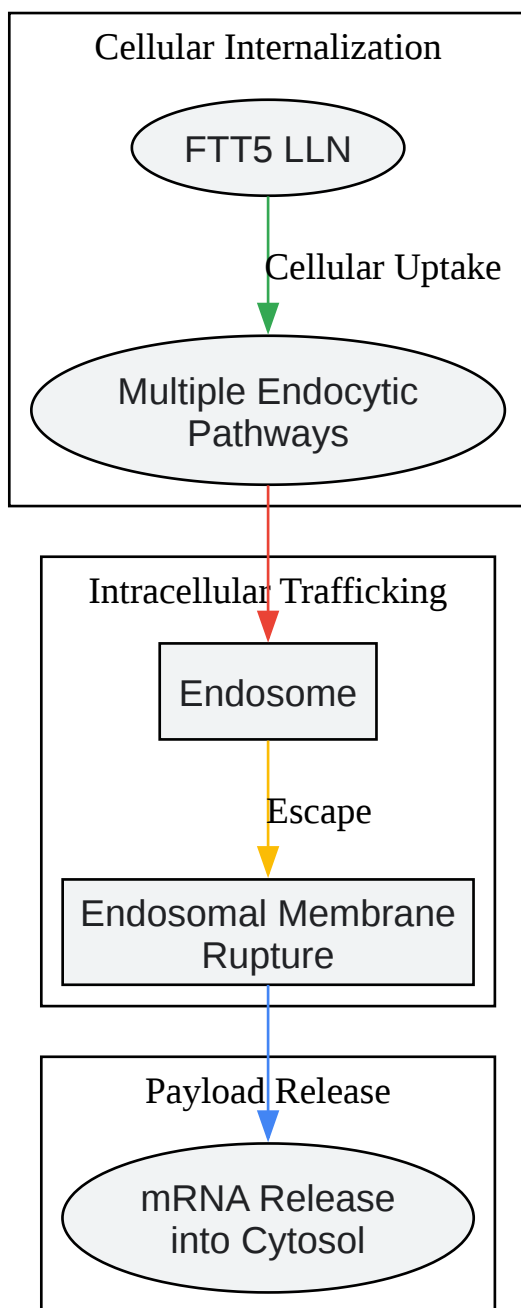 Cellular Internalization
FTT5 LLN
Cellular Uptake
Multiple Endocytic
Pathways
Intracellular Trafficking
Endosome
Escape
Endosomal Membrane
Rupture
Payload Release
mRNA Release
into Cytosol